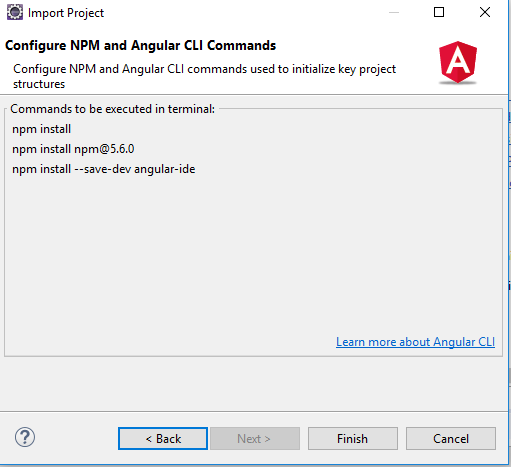 Import Project
Configure NPM and Angular CLI Commands
Configure NPM and Angular CLI commands used to initialize key project
structures
Commands to be executed in terminal:
npm install
npm install npm@5.6.0
npm install --save-dev angular-ide
Learn more about Angular CLI
?
< Back
Next >
Finish
Cancel